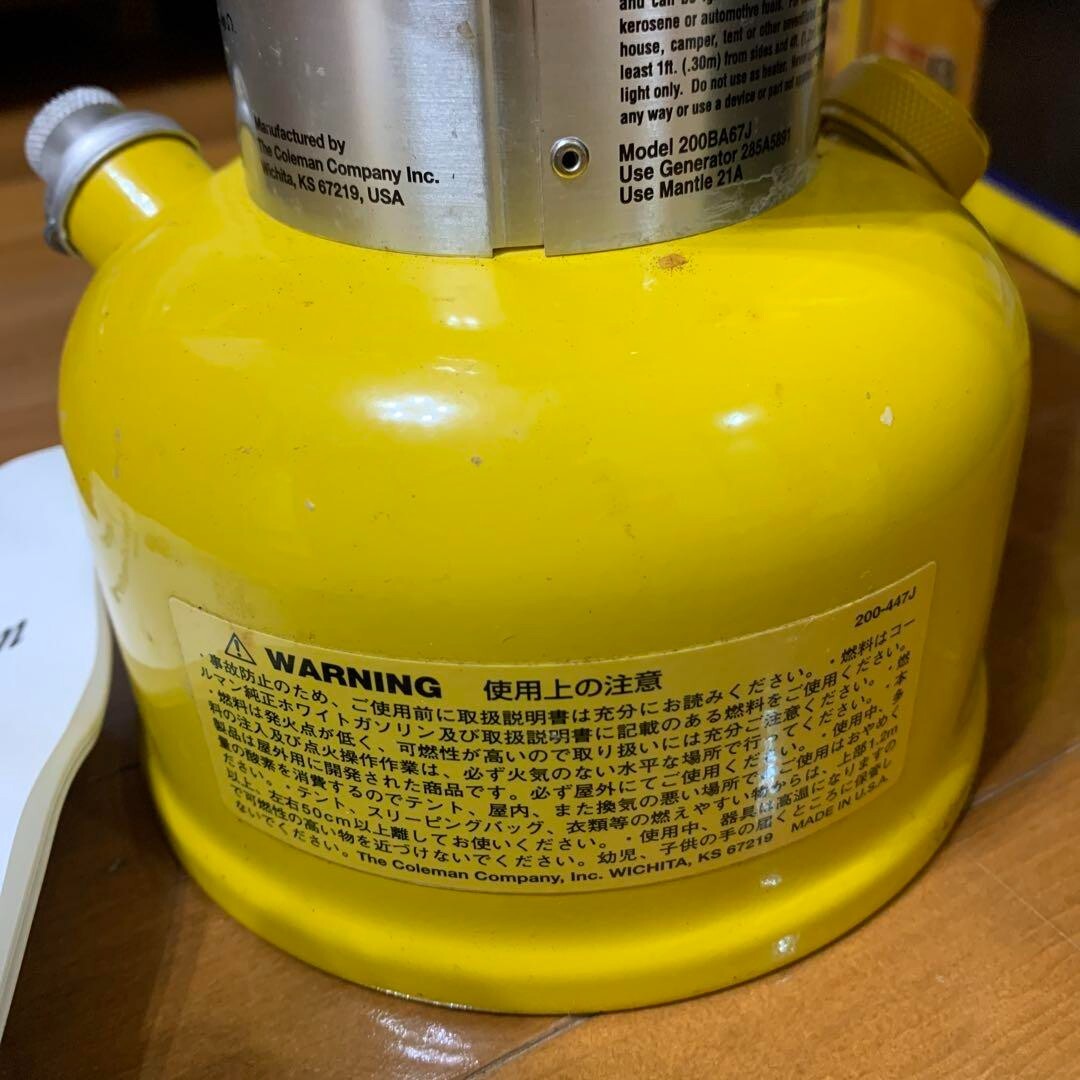 and can be
kerosene or automotive fuels. For
house, camper, tent or other
least 1ft. (.30m) from sides and 4ft. (1.2m)
light only. Do not use as heater. Never
any way or use a device or part not
Manufactured by
The Coleman Company Inc.
Wichita, KS 67219, USA
Model 200BA67J
Use Generator 285A5891
Use Mantle 21A
200-447J
WARNING 使用上の注意
・事故防止のため、ご使用前に取扱説明書は充分にお読みください。・燃料はコー
ルマン純正ホワイトガソリン及び取扱説明書に記載のある燃料をご使用ください。
・燃料は発火点が低く、可燃性が高いので取り扱いには充分ご注意ください。・燃
料の注入及び点火操作作業は、必ず火気のない水平な場所で行ってください。・本
製品は屋外用に開発された商品です。必ず屋外にてご使用ください。・使用中、多
量の酸素を消費するのでテント、屋内、また換気の悪い場所でのご使用はおやめく
ださい。・テント、スリーピングバッグ、衣類等の燃えやすい物からは、上部1.2m
以上、左右50cm以上離してお使いください。・使用中、器具は高温になりますの
で可燃性の高い物を近づけないでください。幼児、子供の手の届くところに保管し
ないでください。The Coleman Company, Inc. WICHITA, KS 67219 MADE IN U.S.A.